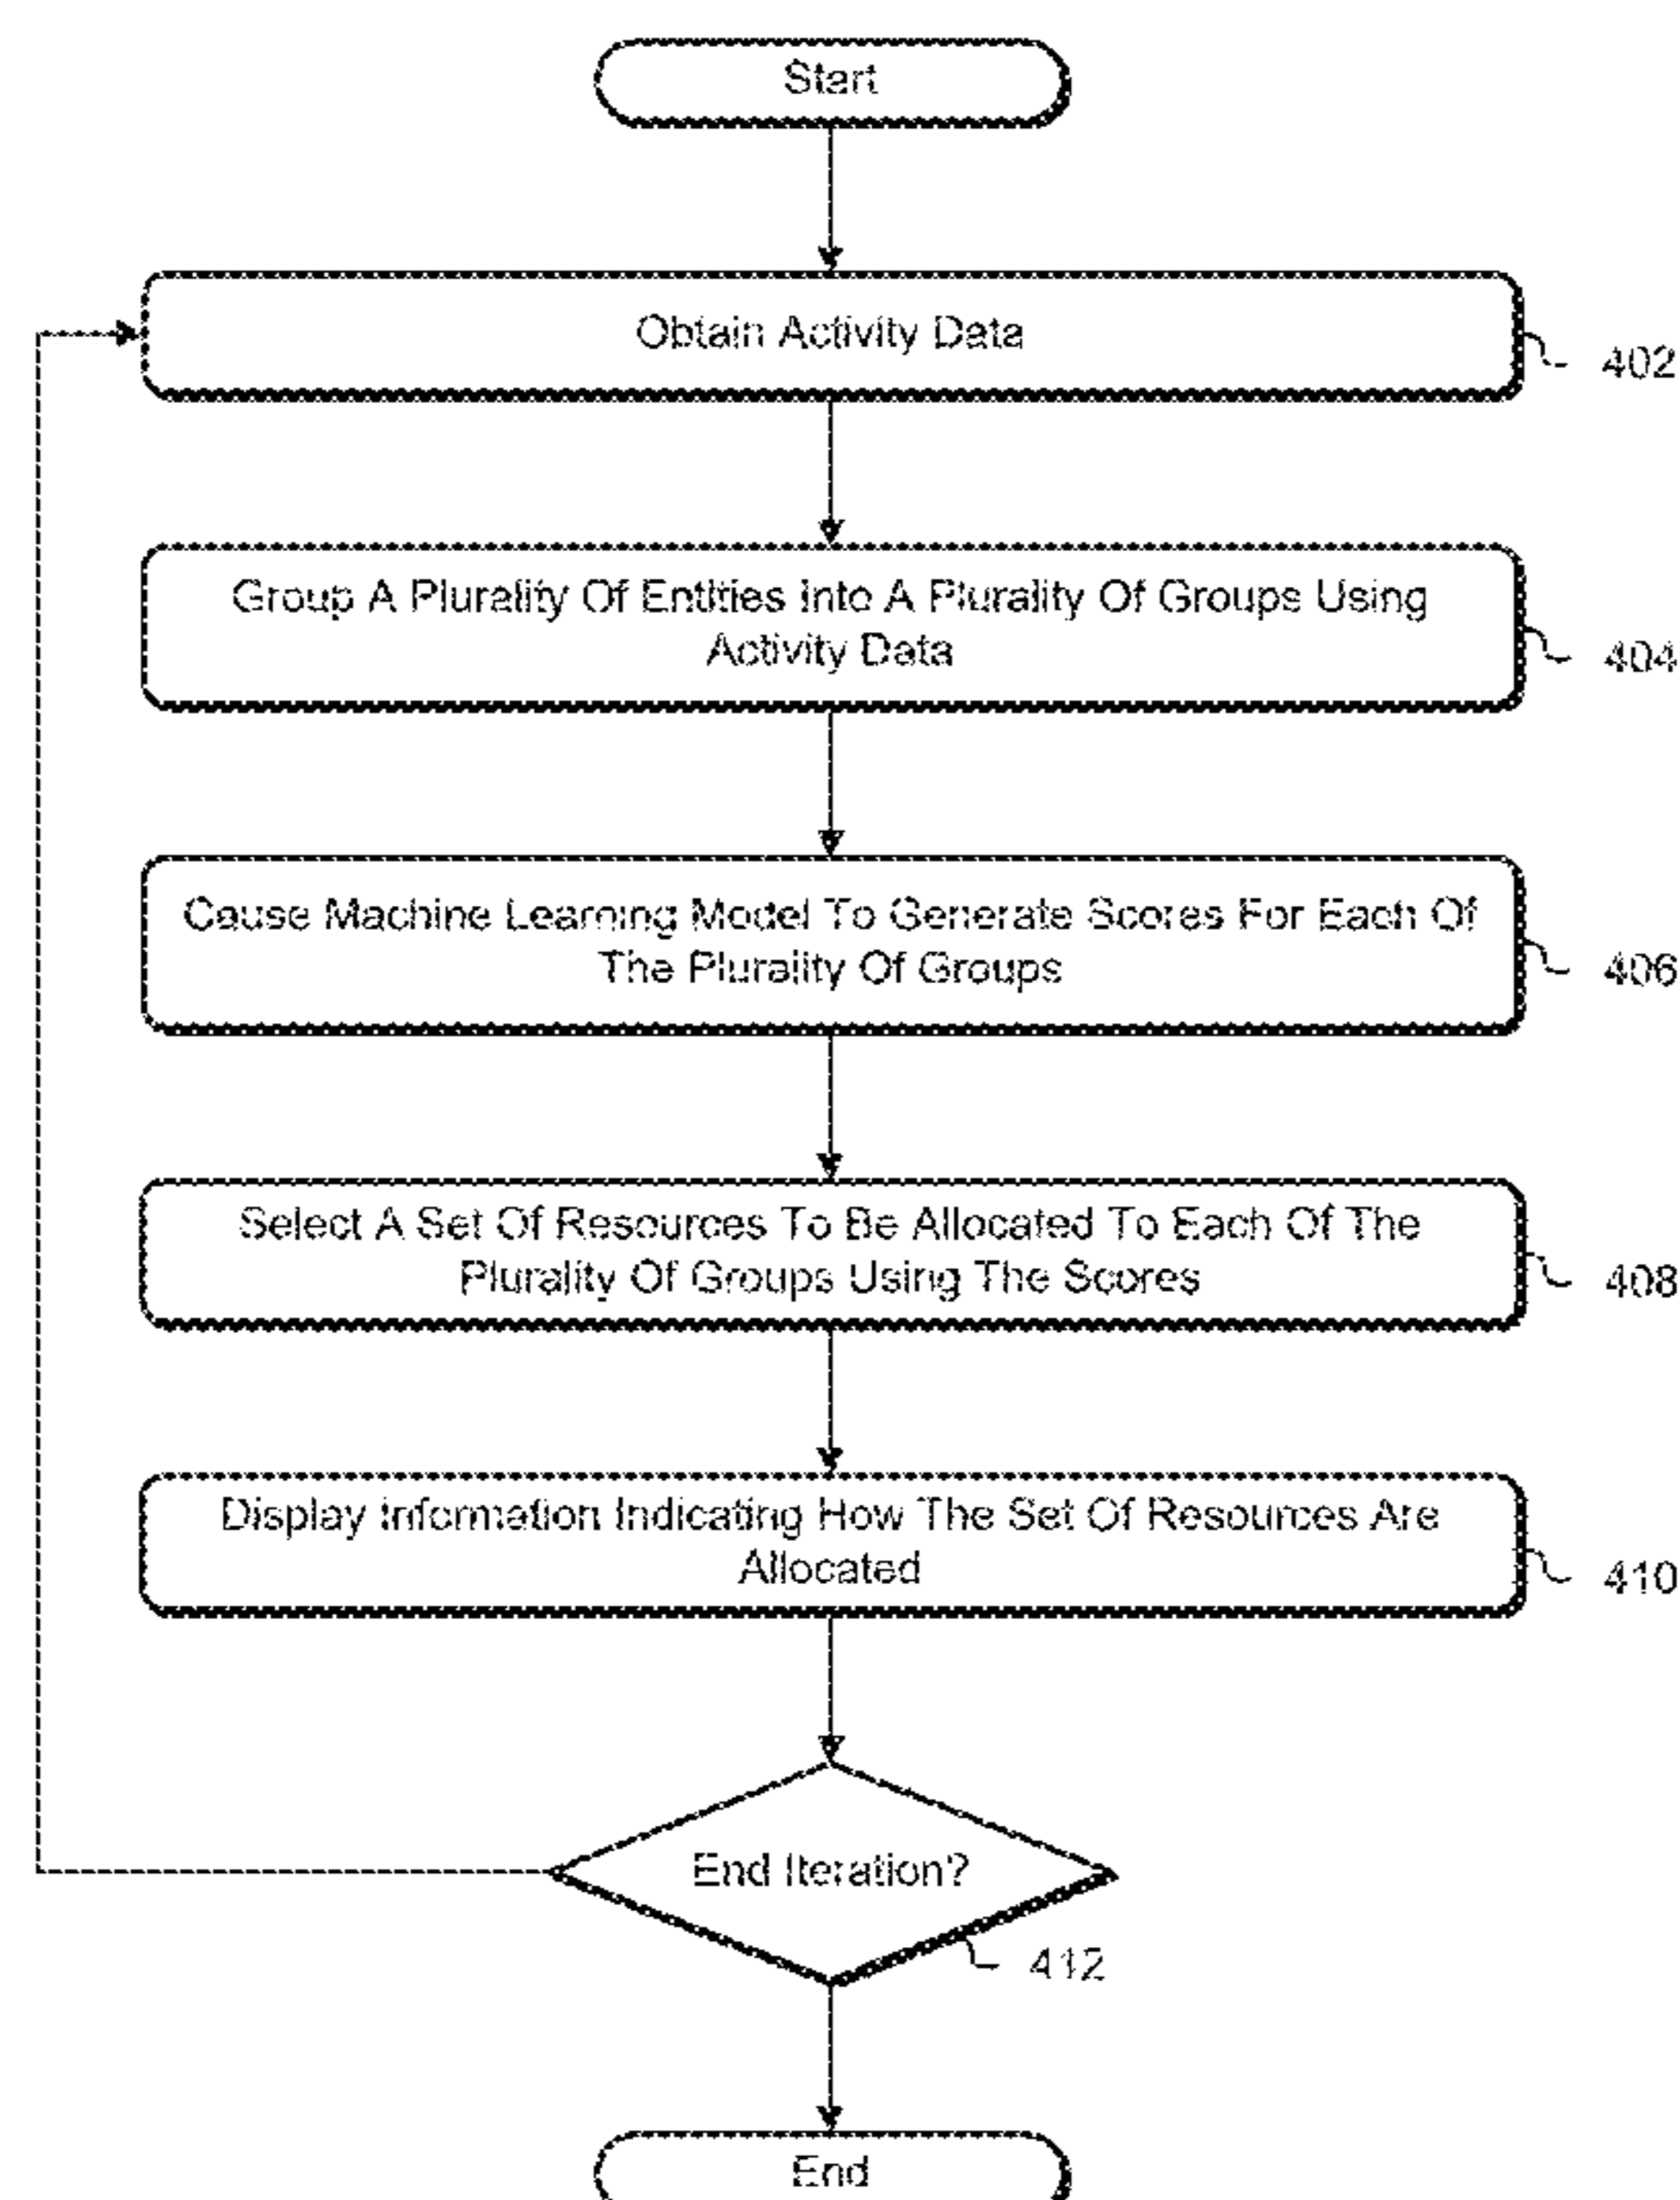 Start
Obtain Activity Data
402
Group A Plurality Of Entities Into A Plurality Of Groups Using
Activity Data
404
Cause Machine Learning Model To Generate Scores For Each Of
The Plurality Of Groups
406
Select A Set Of Resources To Be Allocated To Each Of The
Plurality Of Groups Using The Scores
408
Display Information Indicating How The Set Of Resources Are
Allocated
410
End Iteration?
412
End